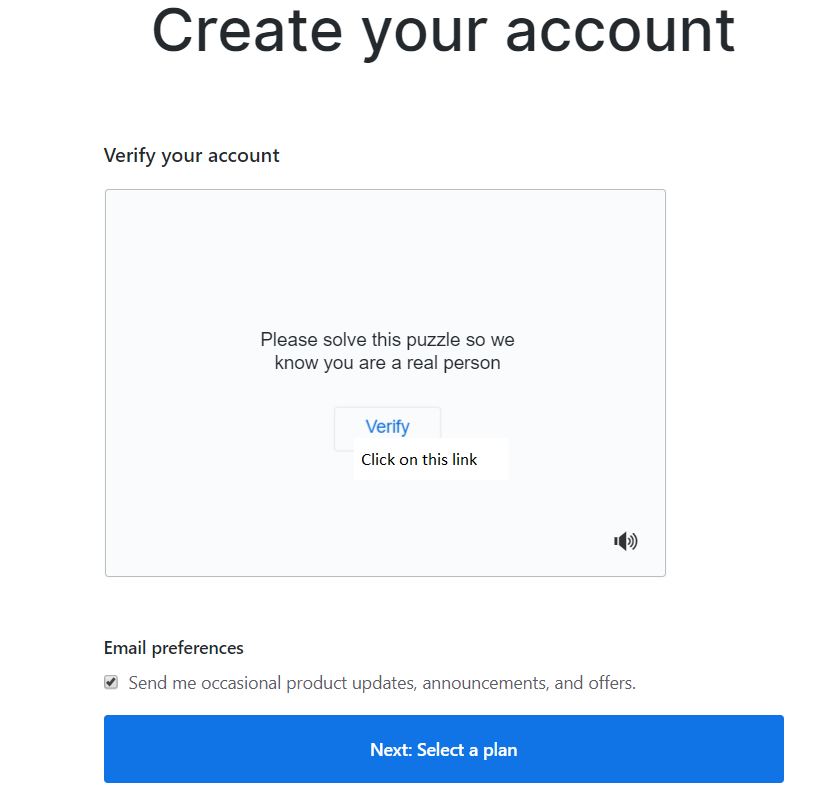 Create your account
Verify your account
Please solve this puzzle so we
know you are a real person
Verify
Click on this link
Email preferences
Send me occasional product updates, announcements, and offers.
Next: Select a plan